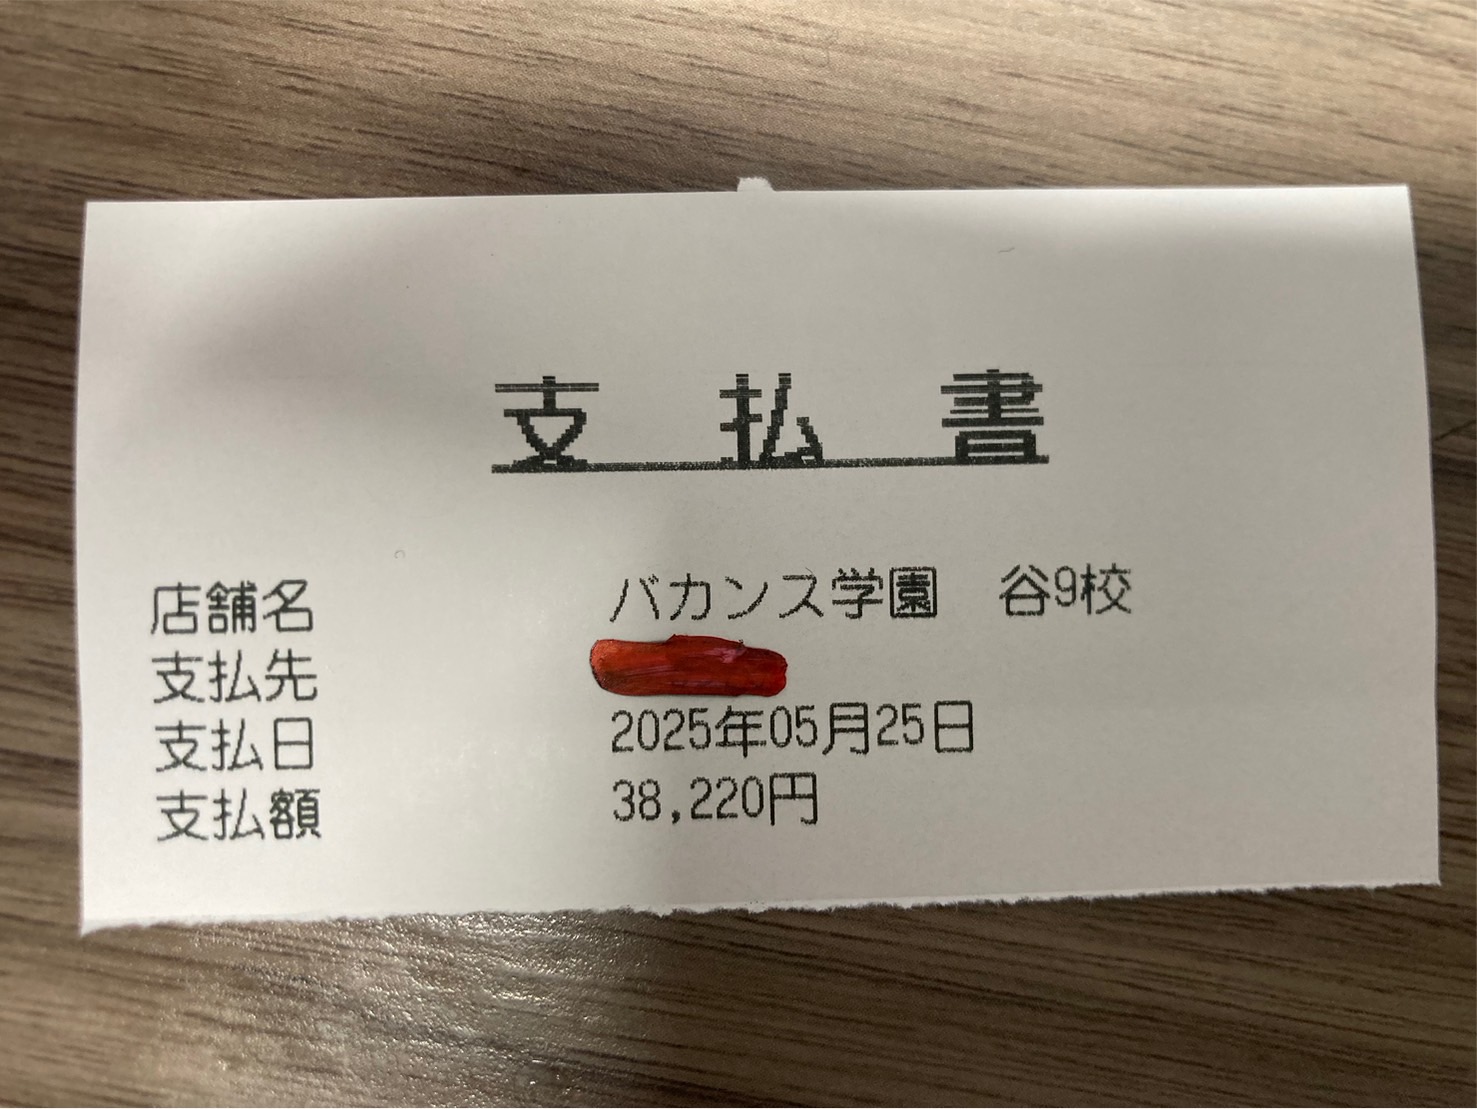 支払書
店舗名 バカンス学園 谷9校
支払先
支払日 2025年05月25日
支払額 38,220円